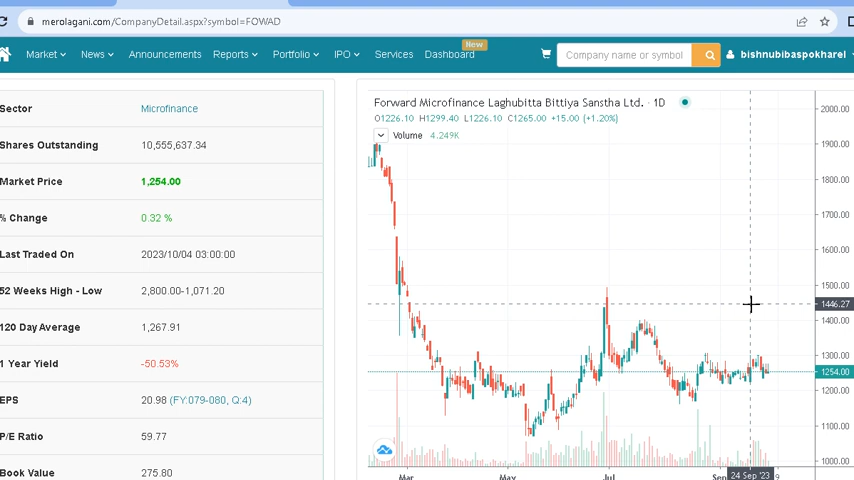 merolagani.com/CompanyDetail.aspx?symbol=FOWAD
Market News Announcements Reports Portfolio IPO Services Dashboard New Company name or symbol bishnubibaspokharel
Sector Microfinance
Shares Outstanding 10,555,637.34
Market Price 1,254.00
% Change 0.32 %
Last Traded On 2023/10/04 03:00:00
52 Weeks High - Low 2,800.00-1,071.20
120 Day Average 1,267.91
1 Year Yield -50.53%
EPS 20.98 (FY:079-080, Q:4)
P/E Ratio 59.77
Book Value 275.80
Forward Microfinance Laghubitta Bittiya Sanstha Ltd. · 1D
O1226.10 H1299.40 L1226.10 C1265.00 +15.00 (+1.20%)
Volume 4.249K
2000.00
1900.00
1800.00
1700.00
1600.00
1500.00
1446.27
1400.00
1300.00
1254.00
1200.00
1100.00
1000.00
Mar May Jul Sep 24 Sep '23